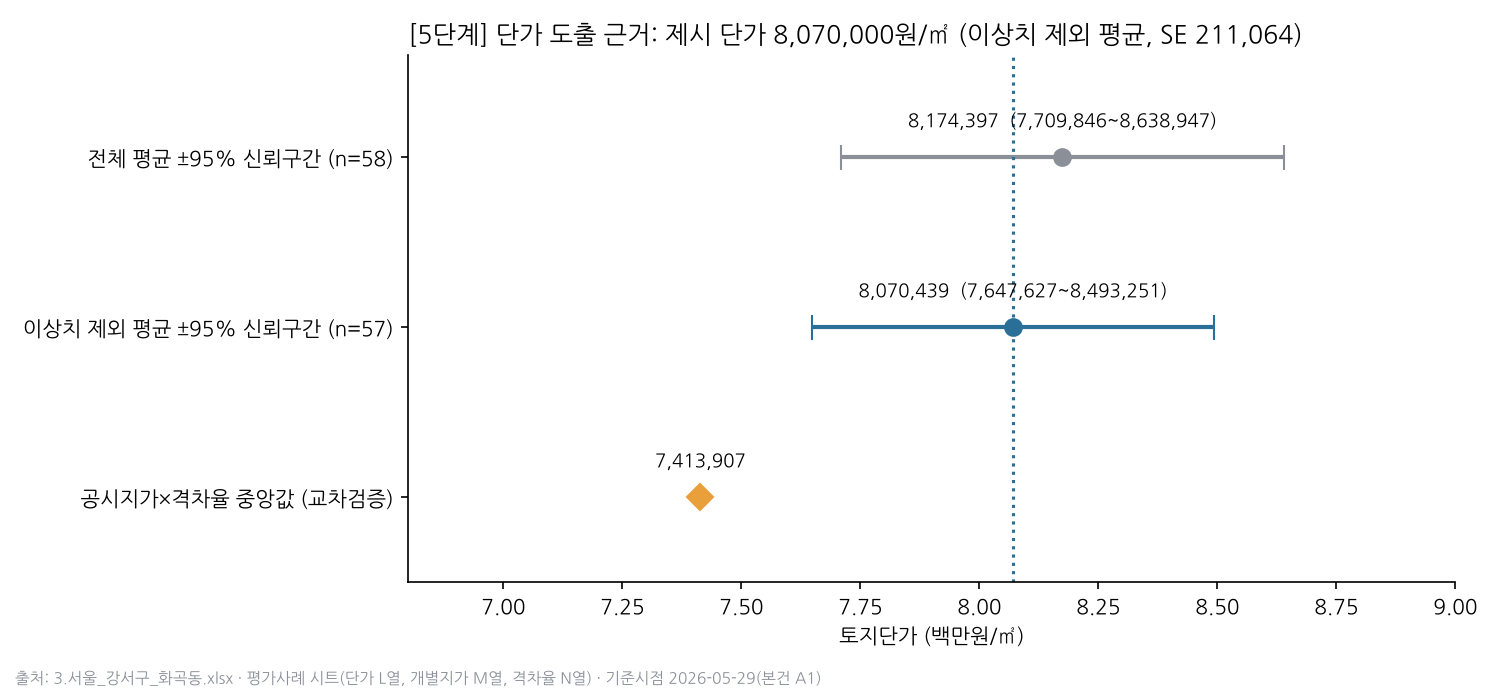 [5단계] 단가 도출 근거: 제시 단가 8,070,000원/㎡ (이상치 제외 평균, SE 211,064)
8,174,397 (7,709,846~8,638,947)
전체 평균 ±95% 신뢰구간 (n=58)
8,070,439 (7,647,627~8,493,251)
이상치 제외 평균 ±95% 신뢰구간 (n=57)
7,413,907
공시지가×격차율 중앙값 (교차검증)
7.00 7.25 7.50 7.75 8.00 8.25 8.50 8.75 9.00
토지단가 (백만원/㎡)
출처: 3.서울_강서구_화곡동.xlsx · 평가사례 시트(단가 L열, 개별지가 M열, 격차율 N열) · 기준시점 2026-05-29(본건 A1)